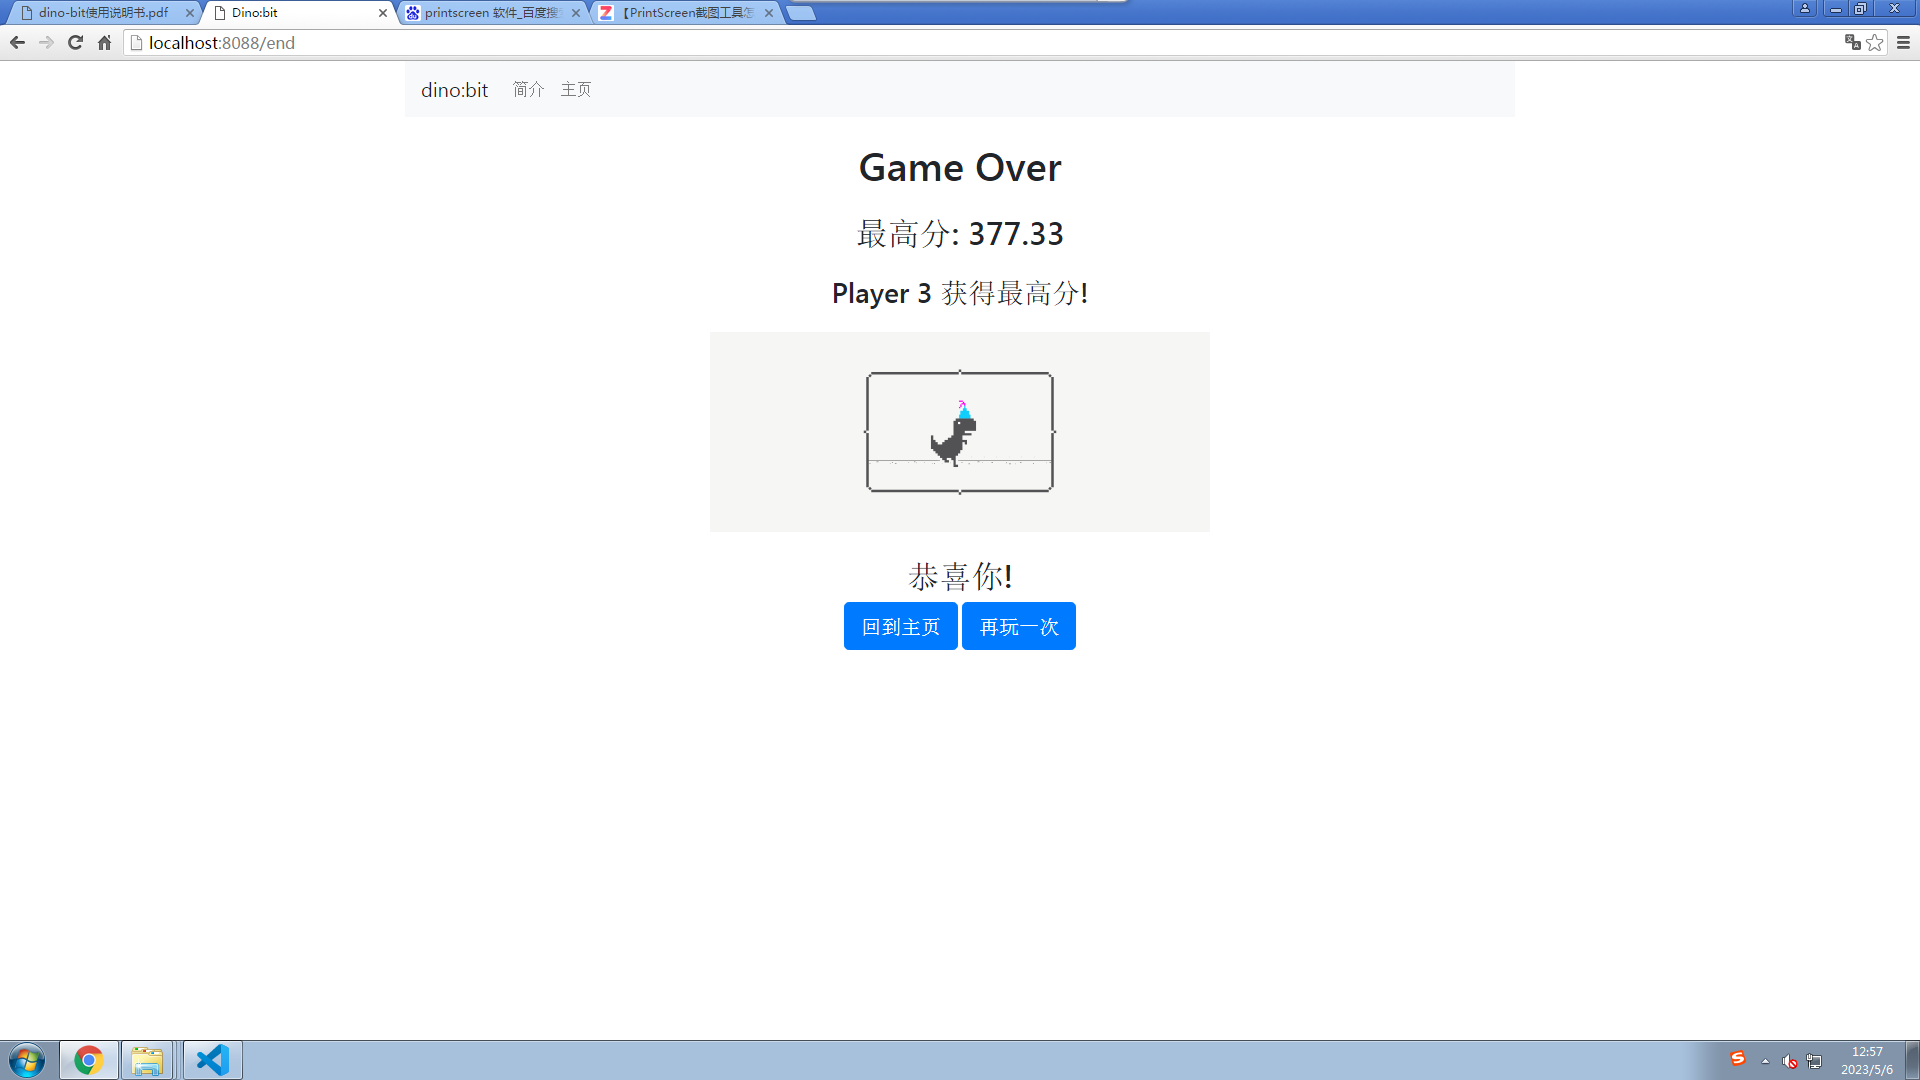 dino-bit使用说明书.pdf
Dino:bit
printscreen 软件_百度搜
【PrintScreen截图工具怎
localhost:8088/end
dino:bit 简介 主页
Game Over
最高分: 377.33
Player 3 获得最高分!
恭喜你!
回到主页 再玩一次
12:57
2023/5/6